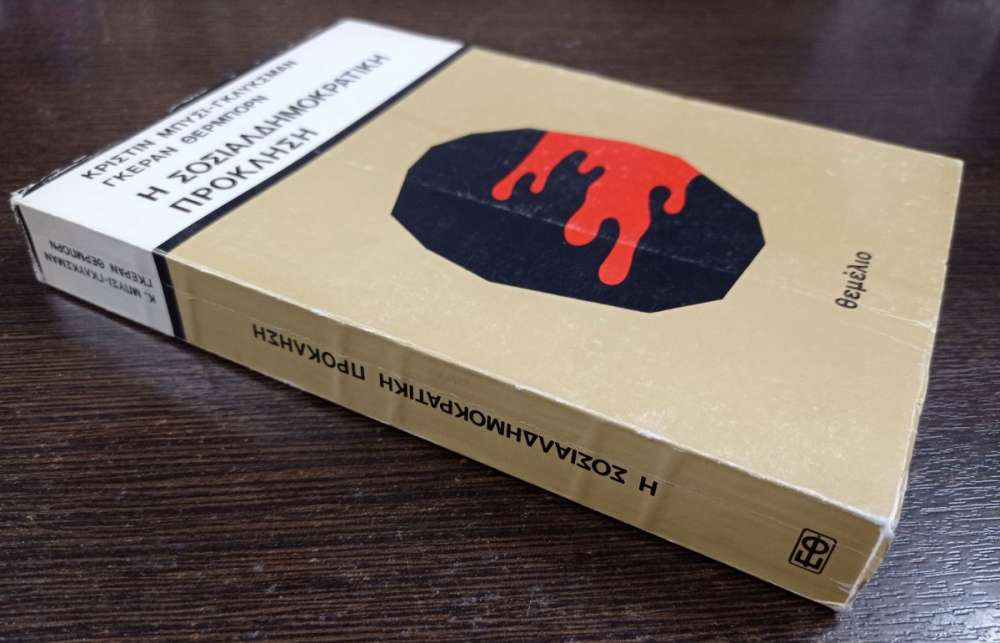 ΚΡΙΣΤΙΝ ΜΠΥΣΙ-ΓΚΛΥΚΣΜΑΝ
ΓΚΕΡΑΝ ΘΕΡΜΠΟΡΝ
Η ΣΟΣΙΑΛΔΗΜΟΚΡΑΤΙΚΗ
ΠΡΟΚΛΗΣΗ
θεμέλιο
Κ. ΜΠΥΣΙ-ΓΚΛΥΚΣΜΑΝ
ΓΚΕΡΑΝ ΘΕΡΜΠΟΡΝ
Η ΣΟΣΙΑΛΔΗΜΟΚΡΑΤΙΚΗ ΠΡΟΚΛΗΣΗ